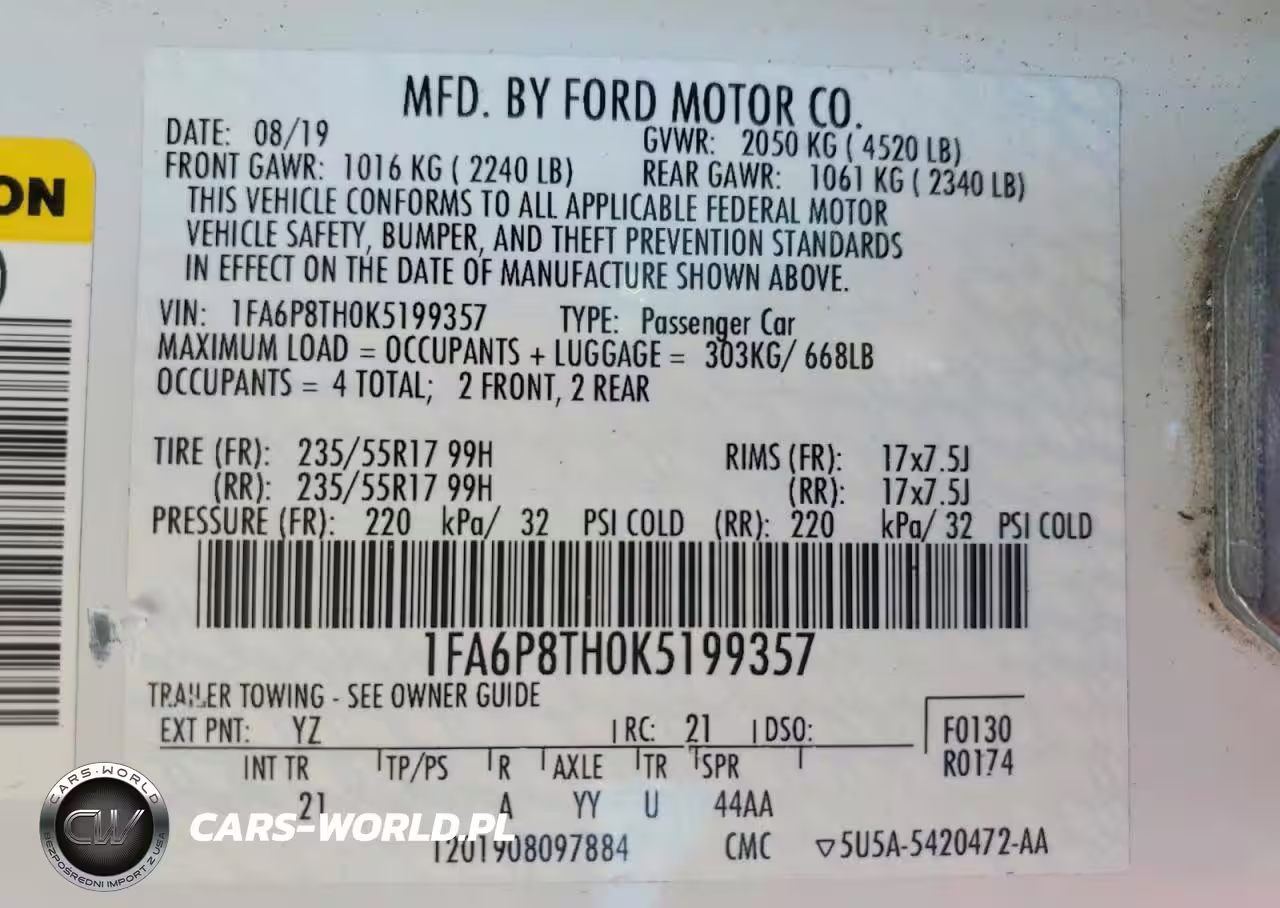 ON
MFD. BY FORD MOTOR CO.
DATE: 08/19 GVWR: 2050 KG ( 4520 LB)
FRONT GAWR: 1016 KG ( 2240 LB) REAR GAWR: 1061 KG ( 2340 LB)
THIS VEHICLE CONFORMS TO ALL APPLICABLE FEDERAL MOTOR
VEHICLE SAFETY, BUMPER, AND THEFT PREVENTION STANDARDS
IN EFFECT ON THE DATE OF MANUFACTURE SHOWN ABOVE.
VIN: 1FA6P8TH0K5199357 TYPE: Passenger Car
MAXIMUM LOAD = OCCUPANTS + LUGGAGE = 303KG/ 668LB
OCCUPANTS = 4 TOTAL; 2 FRONT, 2 REAR
TIRE (FR): 235/55R17 99H RIMS (FR): 17x7.5J
(RR): 235/55R17 99H (RR): 17x7.5J
PRESSURE (FR): 220 kPa/ 32 PSI COLD (RR): 220 kPa/ 32 PSI COLD
1FA6P8TH0K5199357
TRAILER TOWING - SEE OWNER GUIDE
EXT PNT: YZ RC: 21 DSO: F0130
INT TR TP/PS R AXLE TR SPR R0174
21 A YY U 44AA
1201908097884 CMC ▽5U5A-5420472-AA
CARS-WORLD
CW
BEZPOŚREDNI IMPORT Z USA
CARS-WORLD.PL